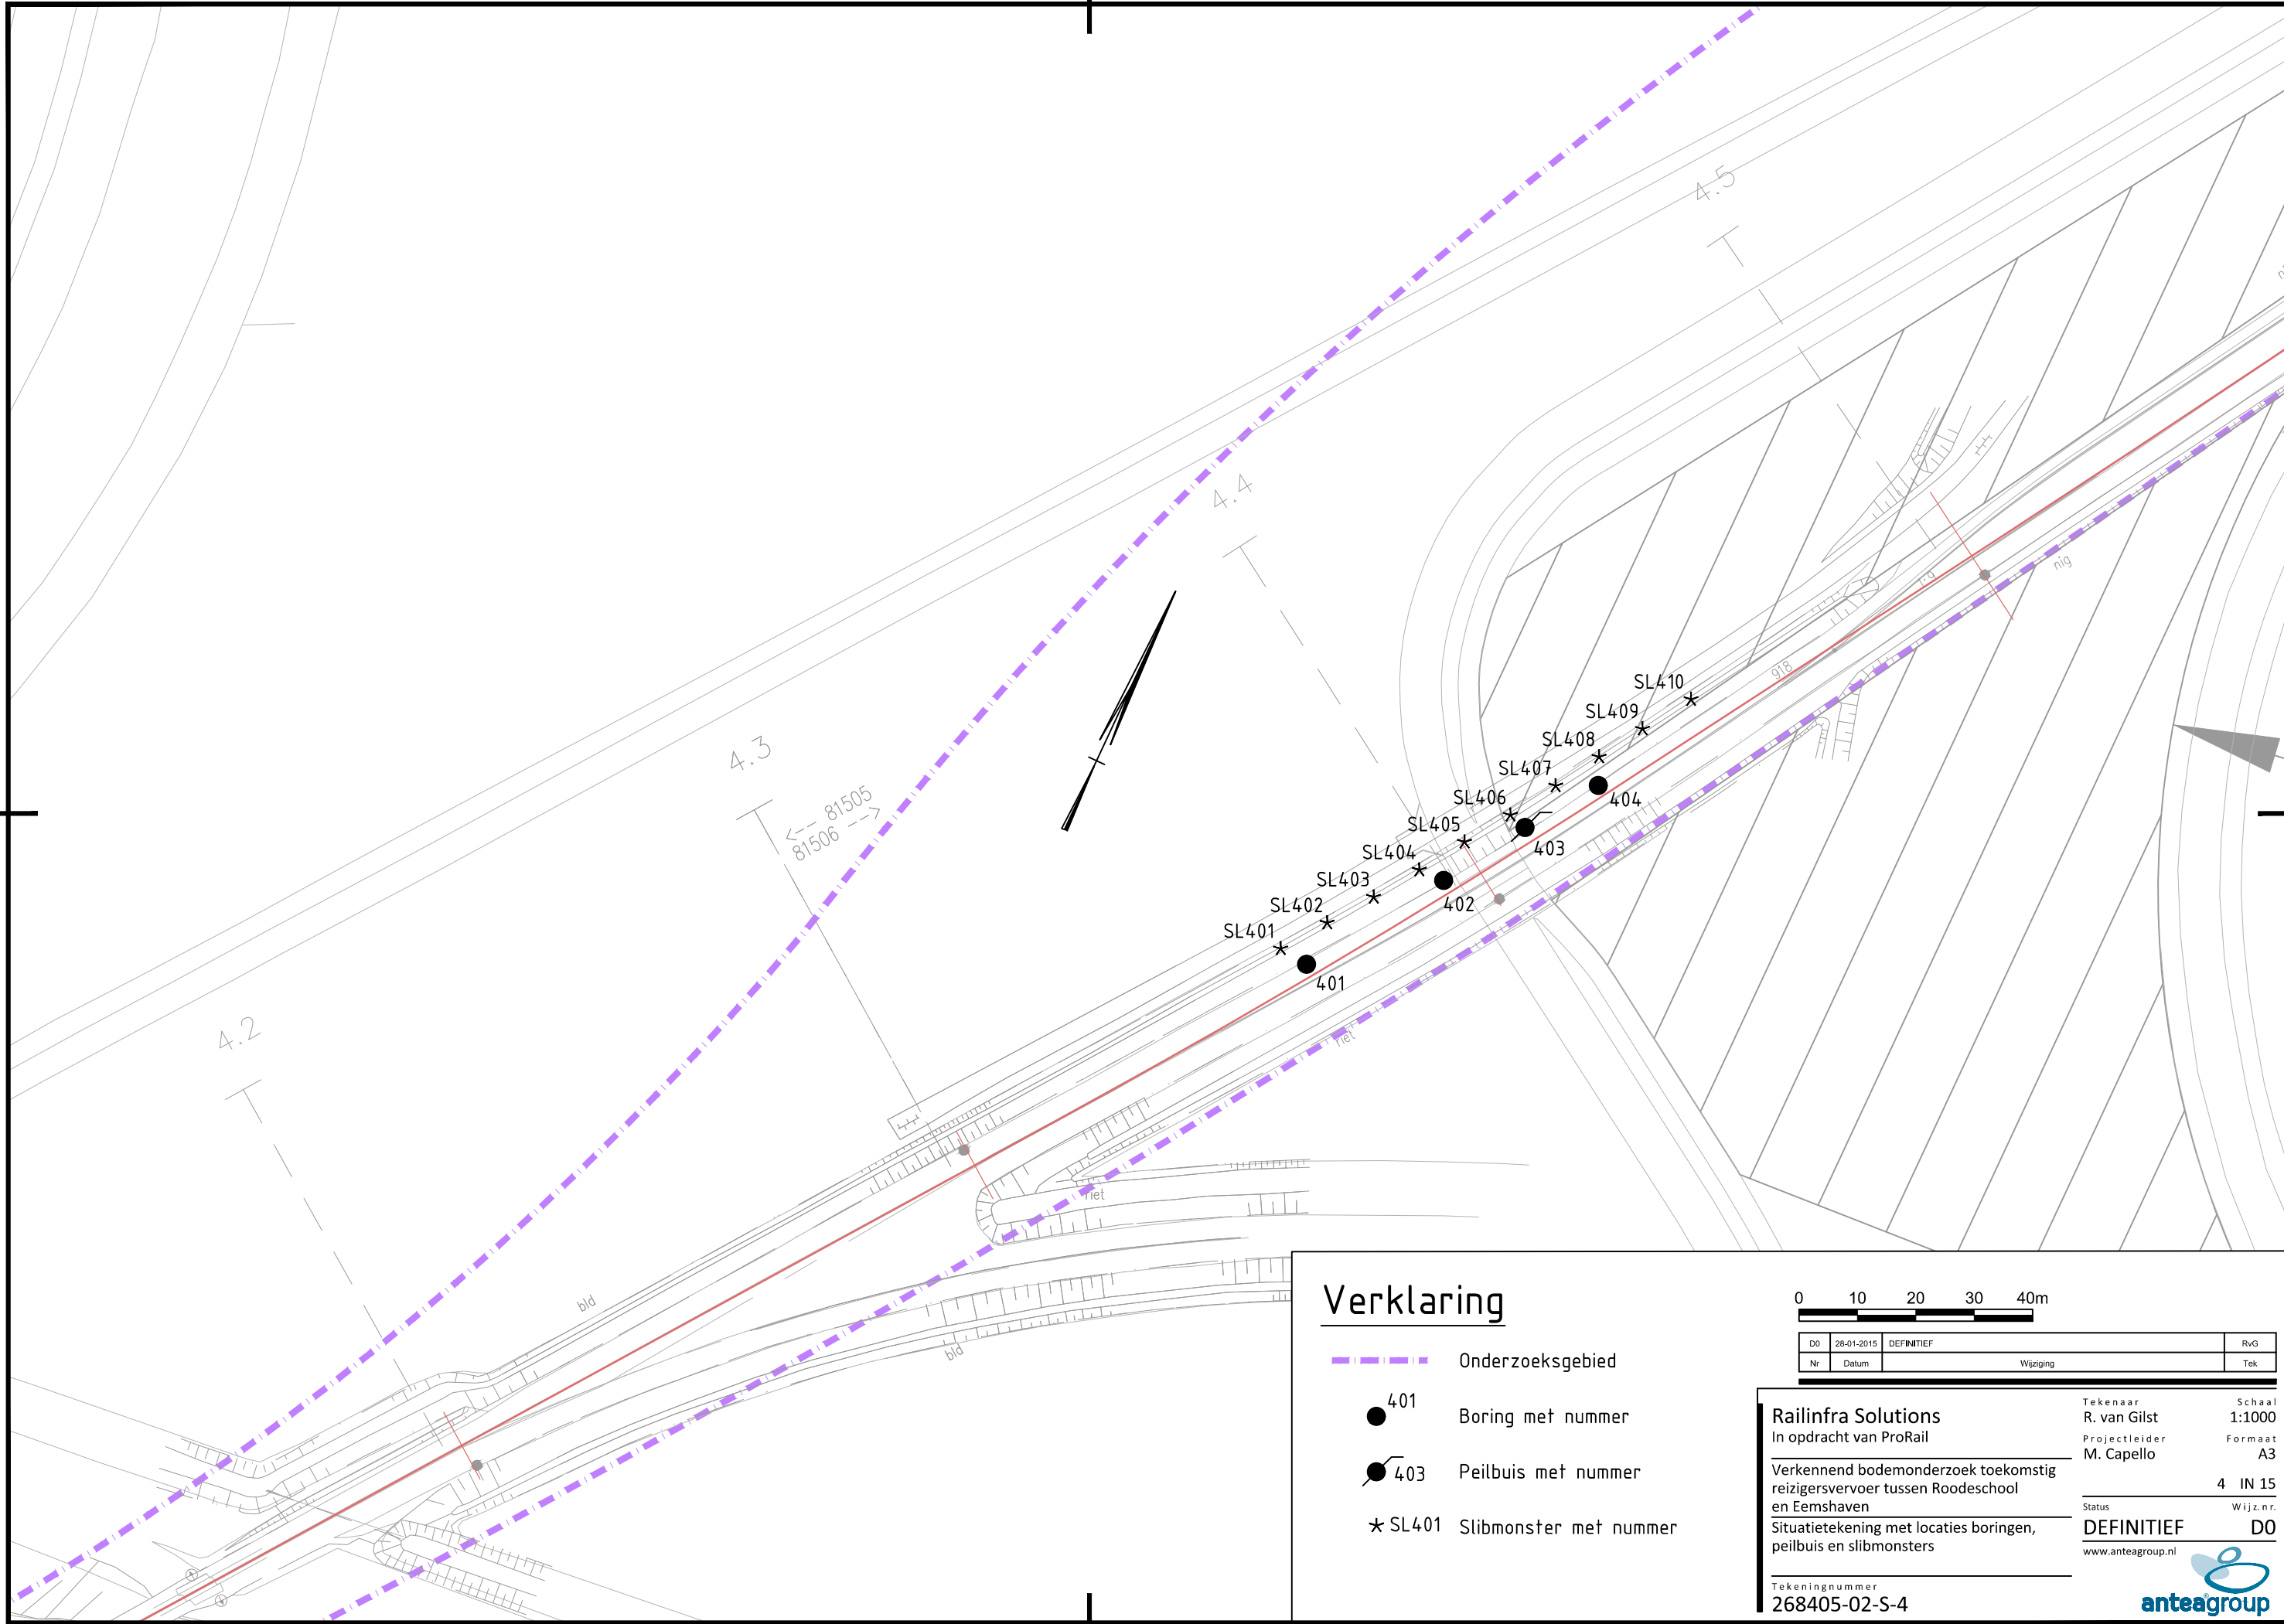 4.5
4.4
4.3
<-- 81505
81506 -->
4.2
SL410
SL409
SL408
SL407
SL406
SL405
SL404
SL403
SL402
SL401
404
403
402
401
918
nig
riet
riet
bld
bld
Verklaring
Onderzoeksgebied
401
Boring met nummer
403
Peilbuis met nummer
SL401
Slibmonster met nummer
0 10 20 30 40m
D0 28-01-2015 DEFINITIEF RvG
Nr Datum Wijziging Tek
Railinfra Solutions
In opdracht van ProRail
Verkennend bodemonderzoek toekomstig
reizigersvervoer tussen Roodeschool
en Eemshaven
Situatietekening met locaties boringen,
peilbuis en slibmonsters
Tekeningnummer
268405-02-S-4
Tekenaar Schaal
R. van Gilst 1:1000
Projectleider Formaat
M. Capello A3
4 IN 15
Status Wijz.nr.
DEFINITIEF D0
www.anteagroup.nl
anteagroup